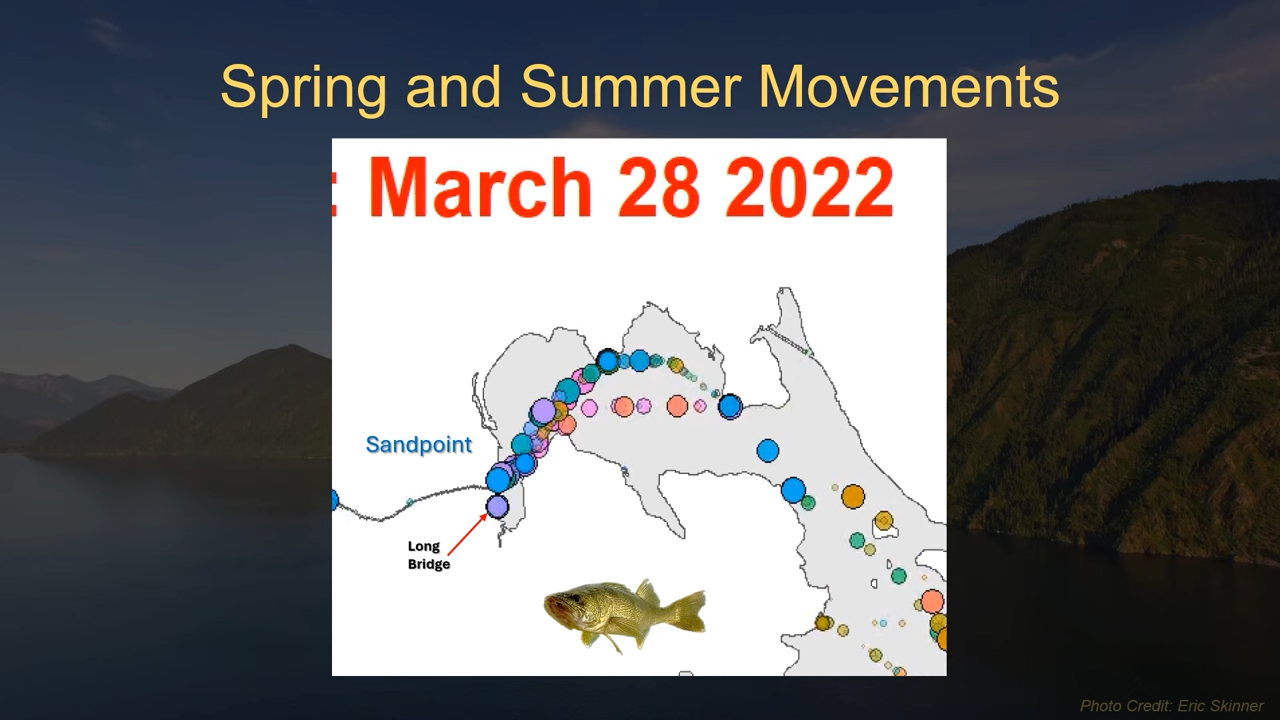 Spring and Summer Movements
: March 28 2022
Sandpoint
Long
Bridge
Photo Credit: Eric Skinner